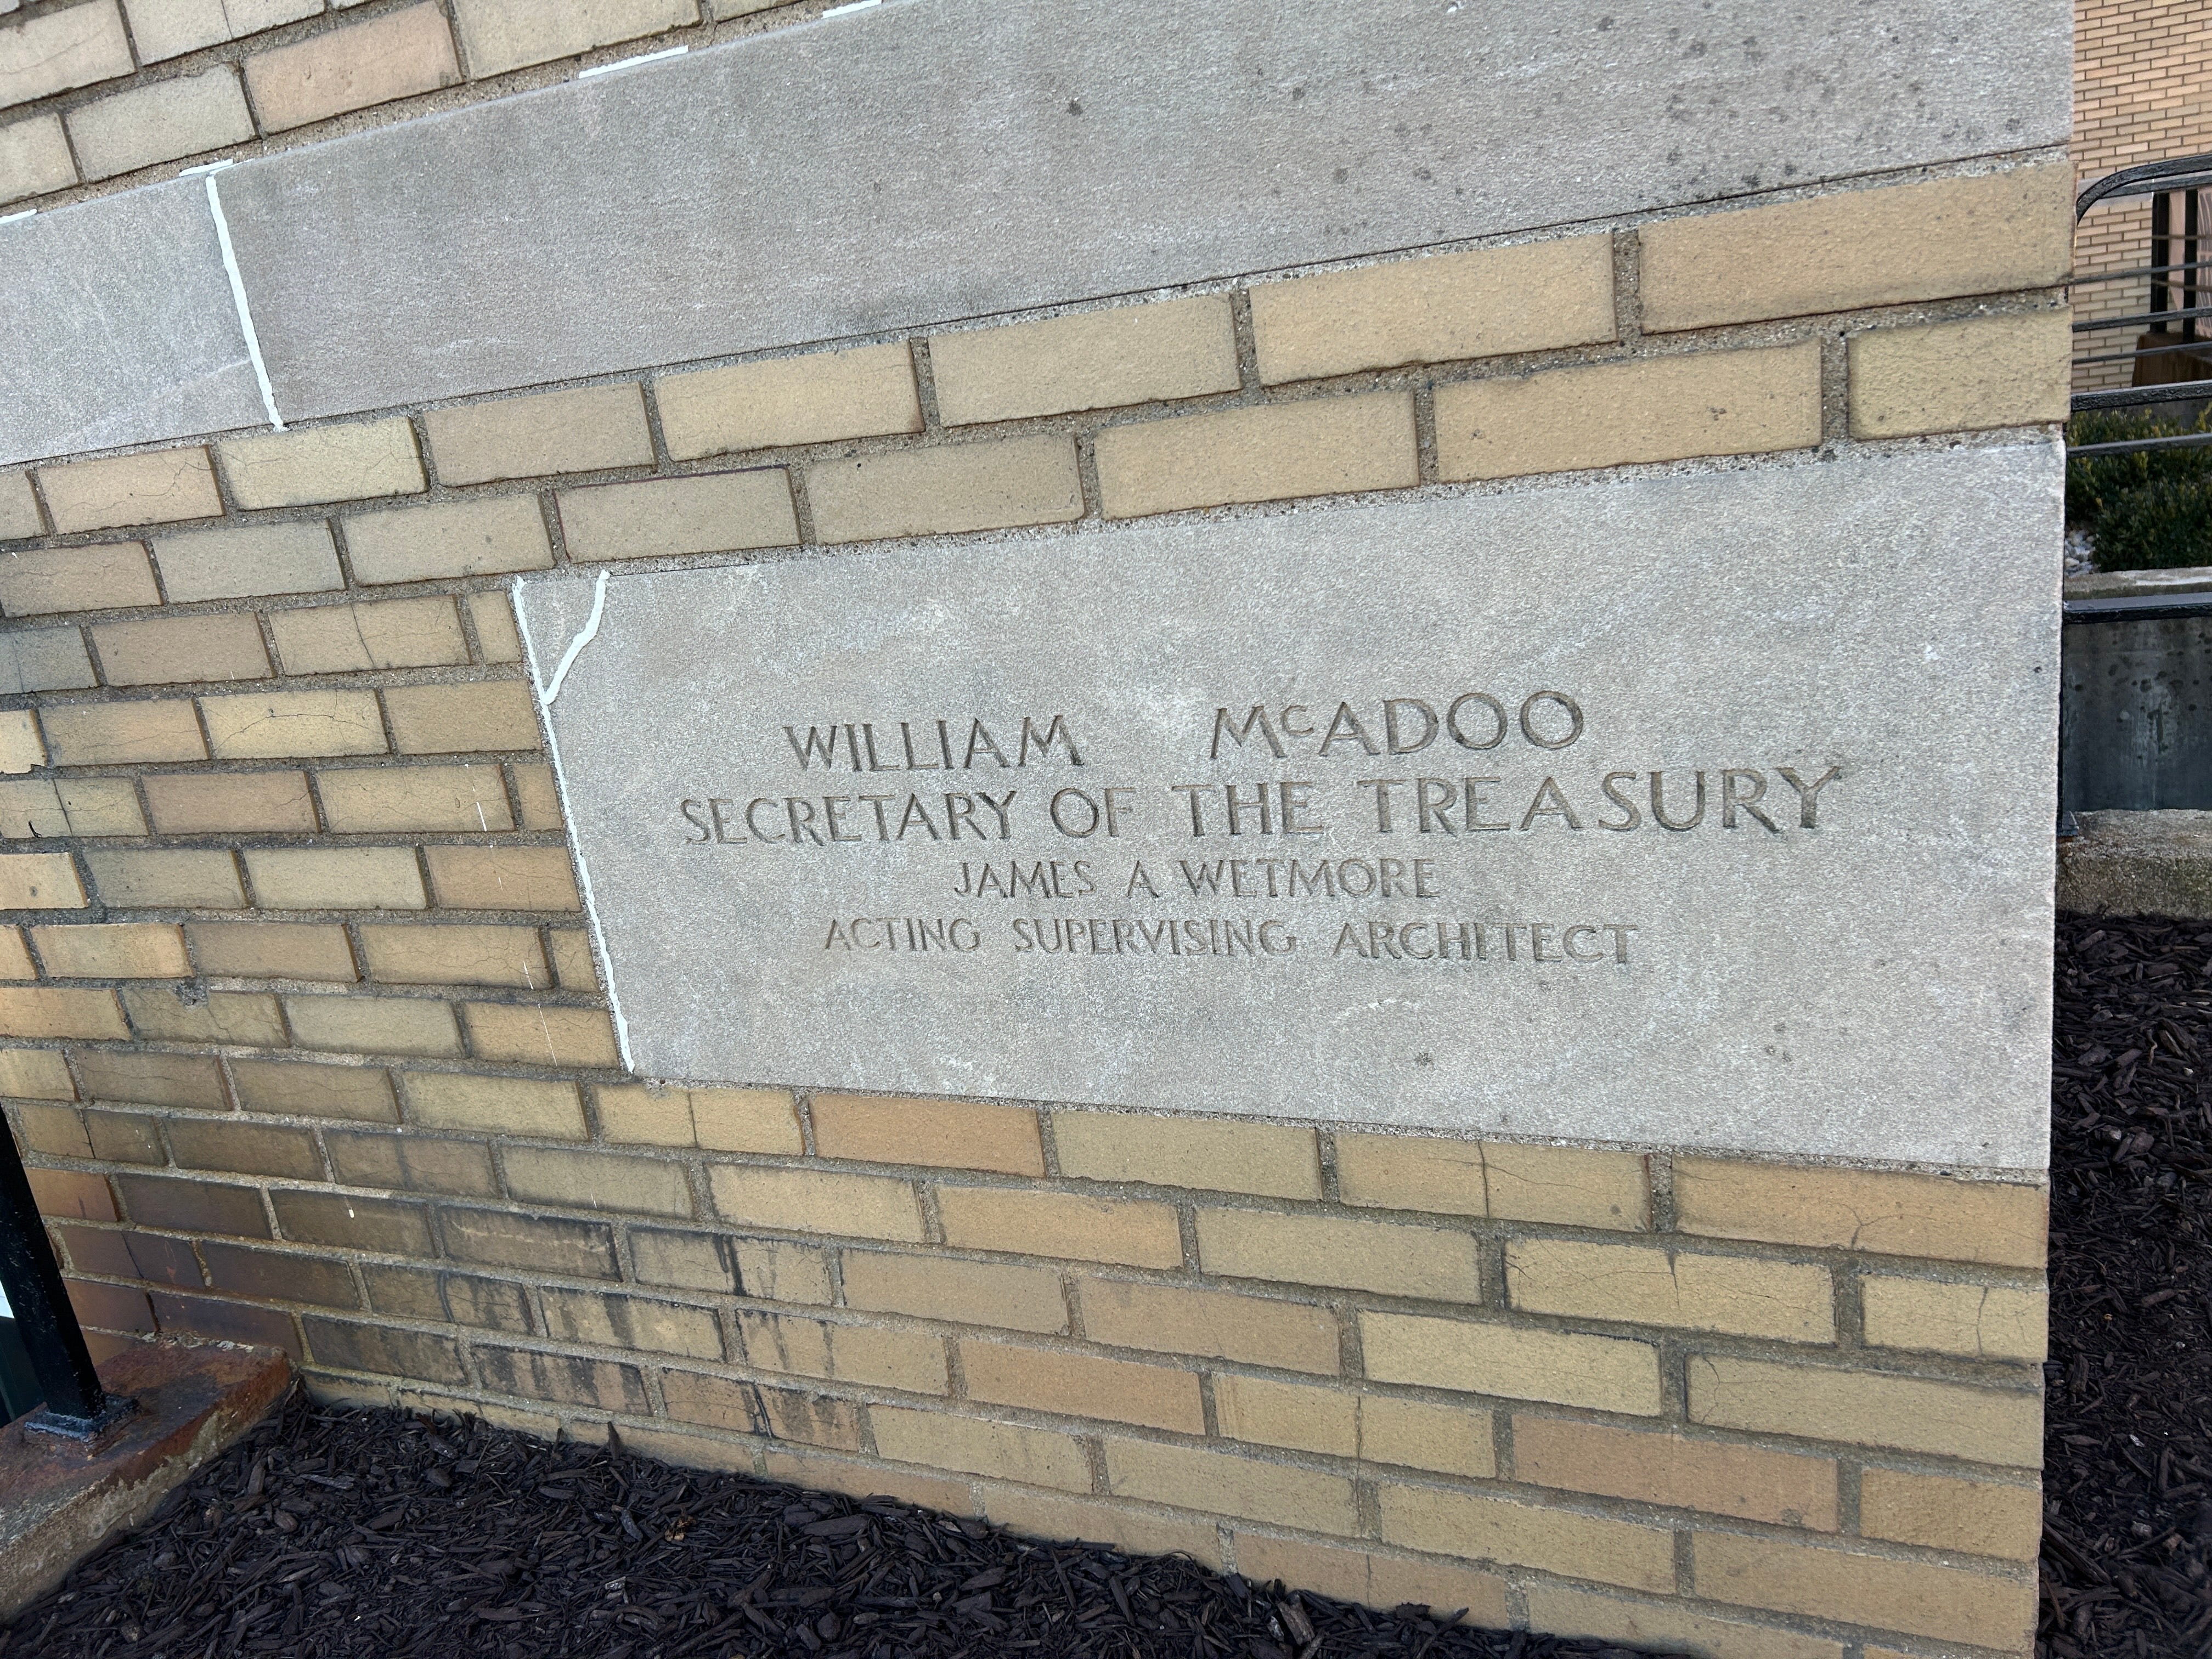 WILLIAM McADOO
SECRETARY OF THE TREASURY
JAMES A WETMORE
ACTING SUPERVISING ARCHITECT